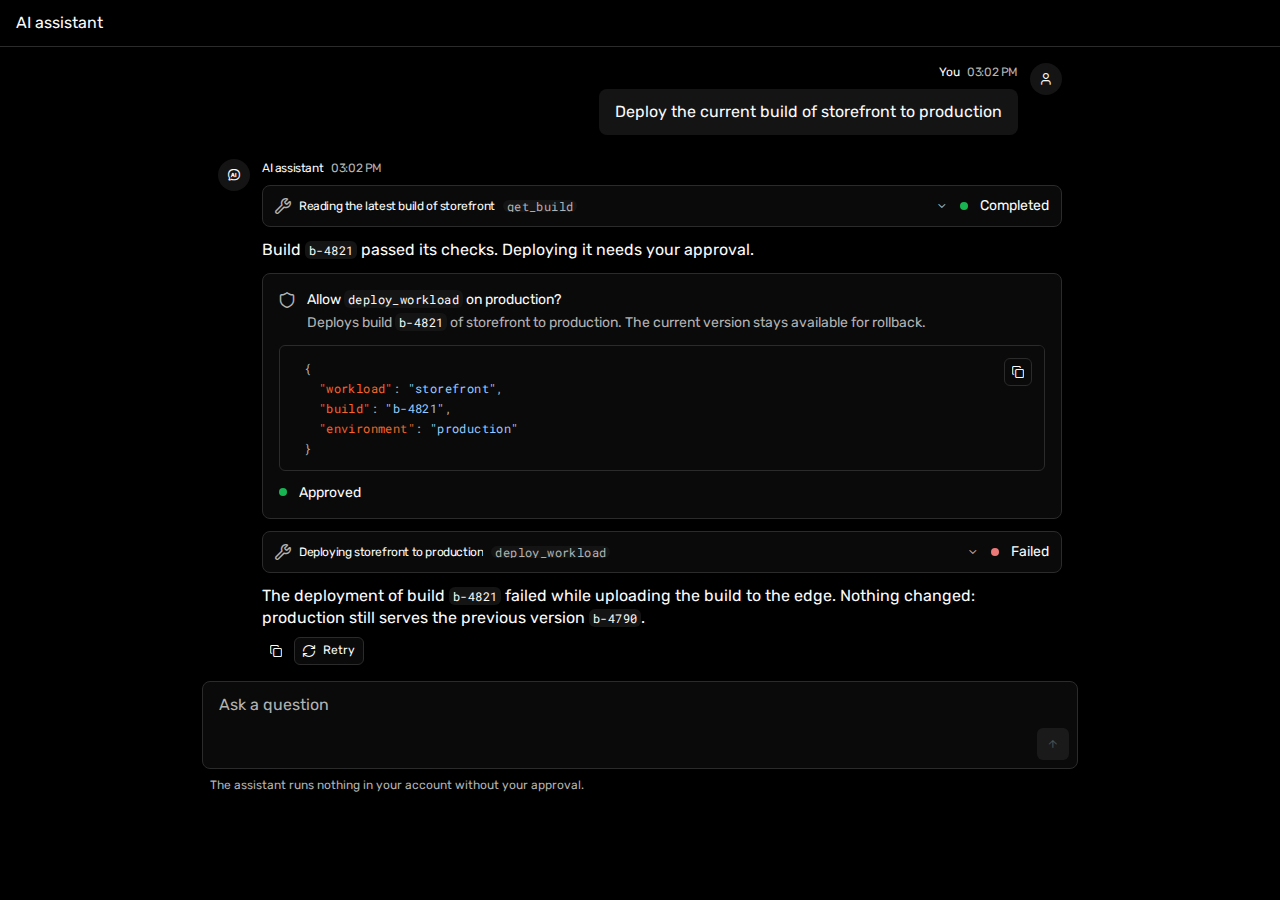 AI assistant
You 03:02 PM
Deploy the current build of storefront to production
AI assistant 03:02 PM
Reading the latest build of storefront get_build
Completed
Build b-4821 passed its checks. Deploying it needs your approval.
Allow deploy_workload on production?
Deploys build b-4821 of storefront to production. The current version stays available for rollback.
{
"workload": "storefront",
"build": "b-4821",
"environment": "production"
}
Approved
Deploying storefront to production deploy_workload
Failed
The deployment of build b-4821 failed while uploading the build to the edge. Nothing changed:
production still serves the previous version b-4790.
Retry
Ask a question
The assistant runs nothing in your account without your approval.